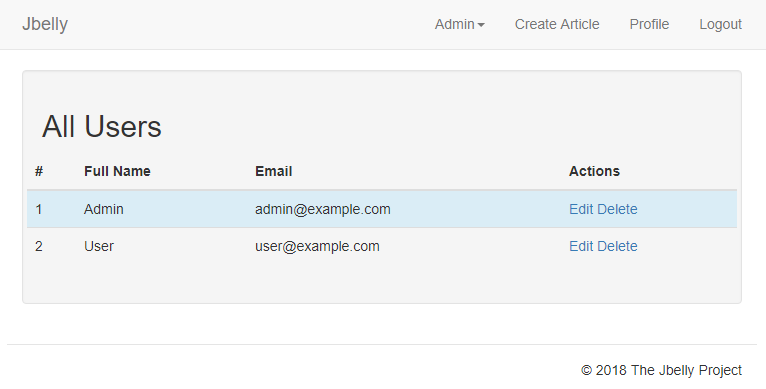 Jbelly Admin Create Article Profile Logout
All Users
# Full Name Email Actions
1 Admin admin@example.com Edit Delete
2 User user@example.com Edit Delete
© 2018 The Jbelly Project